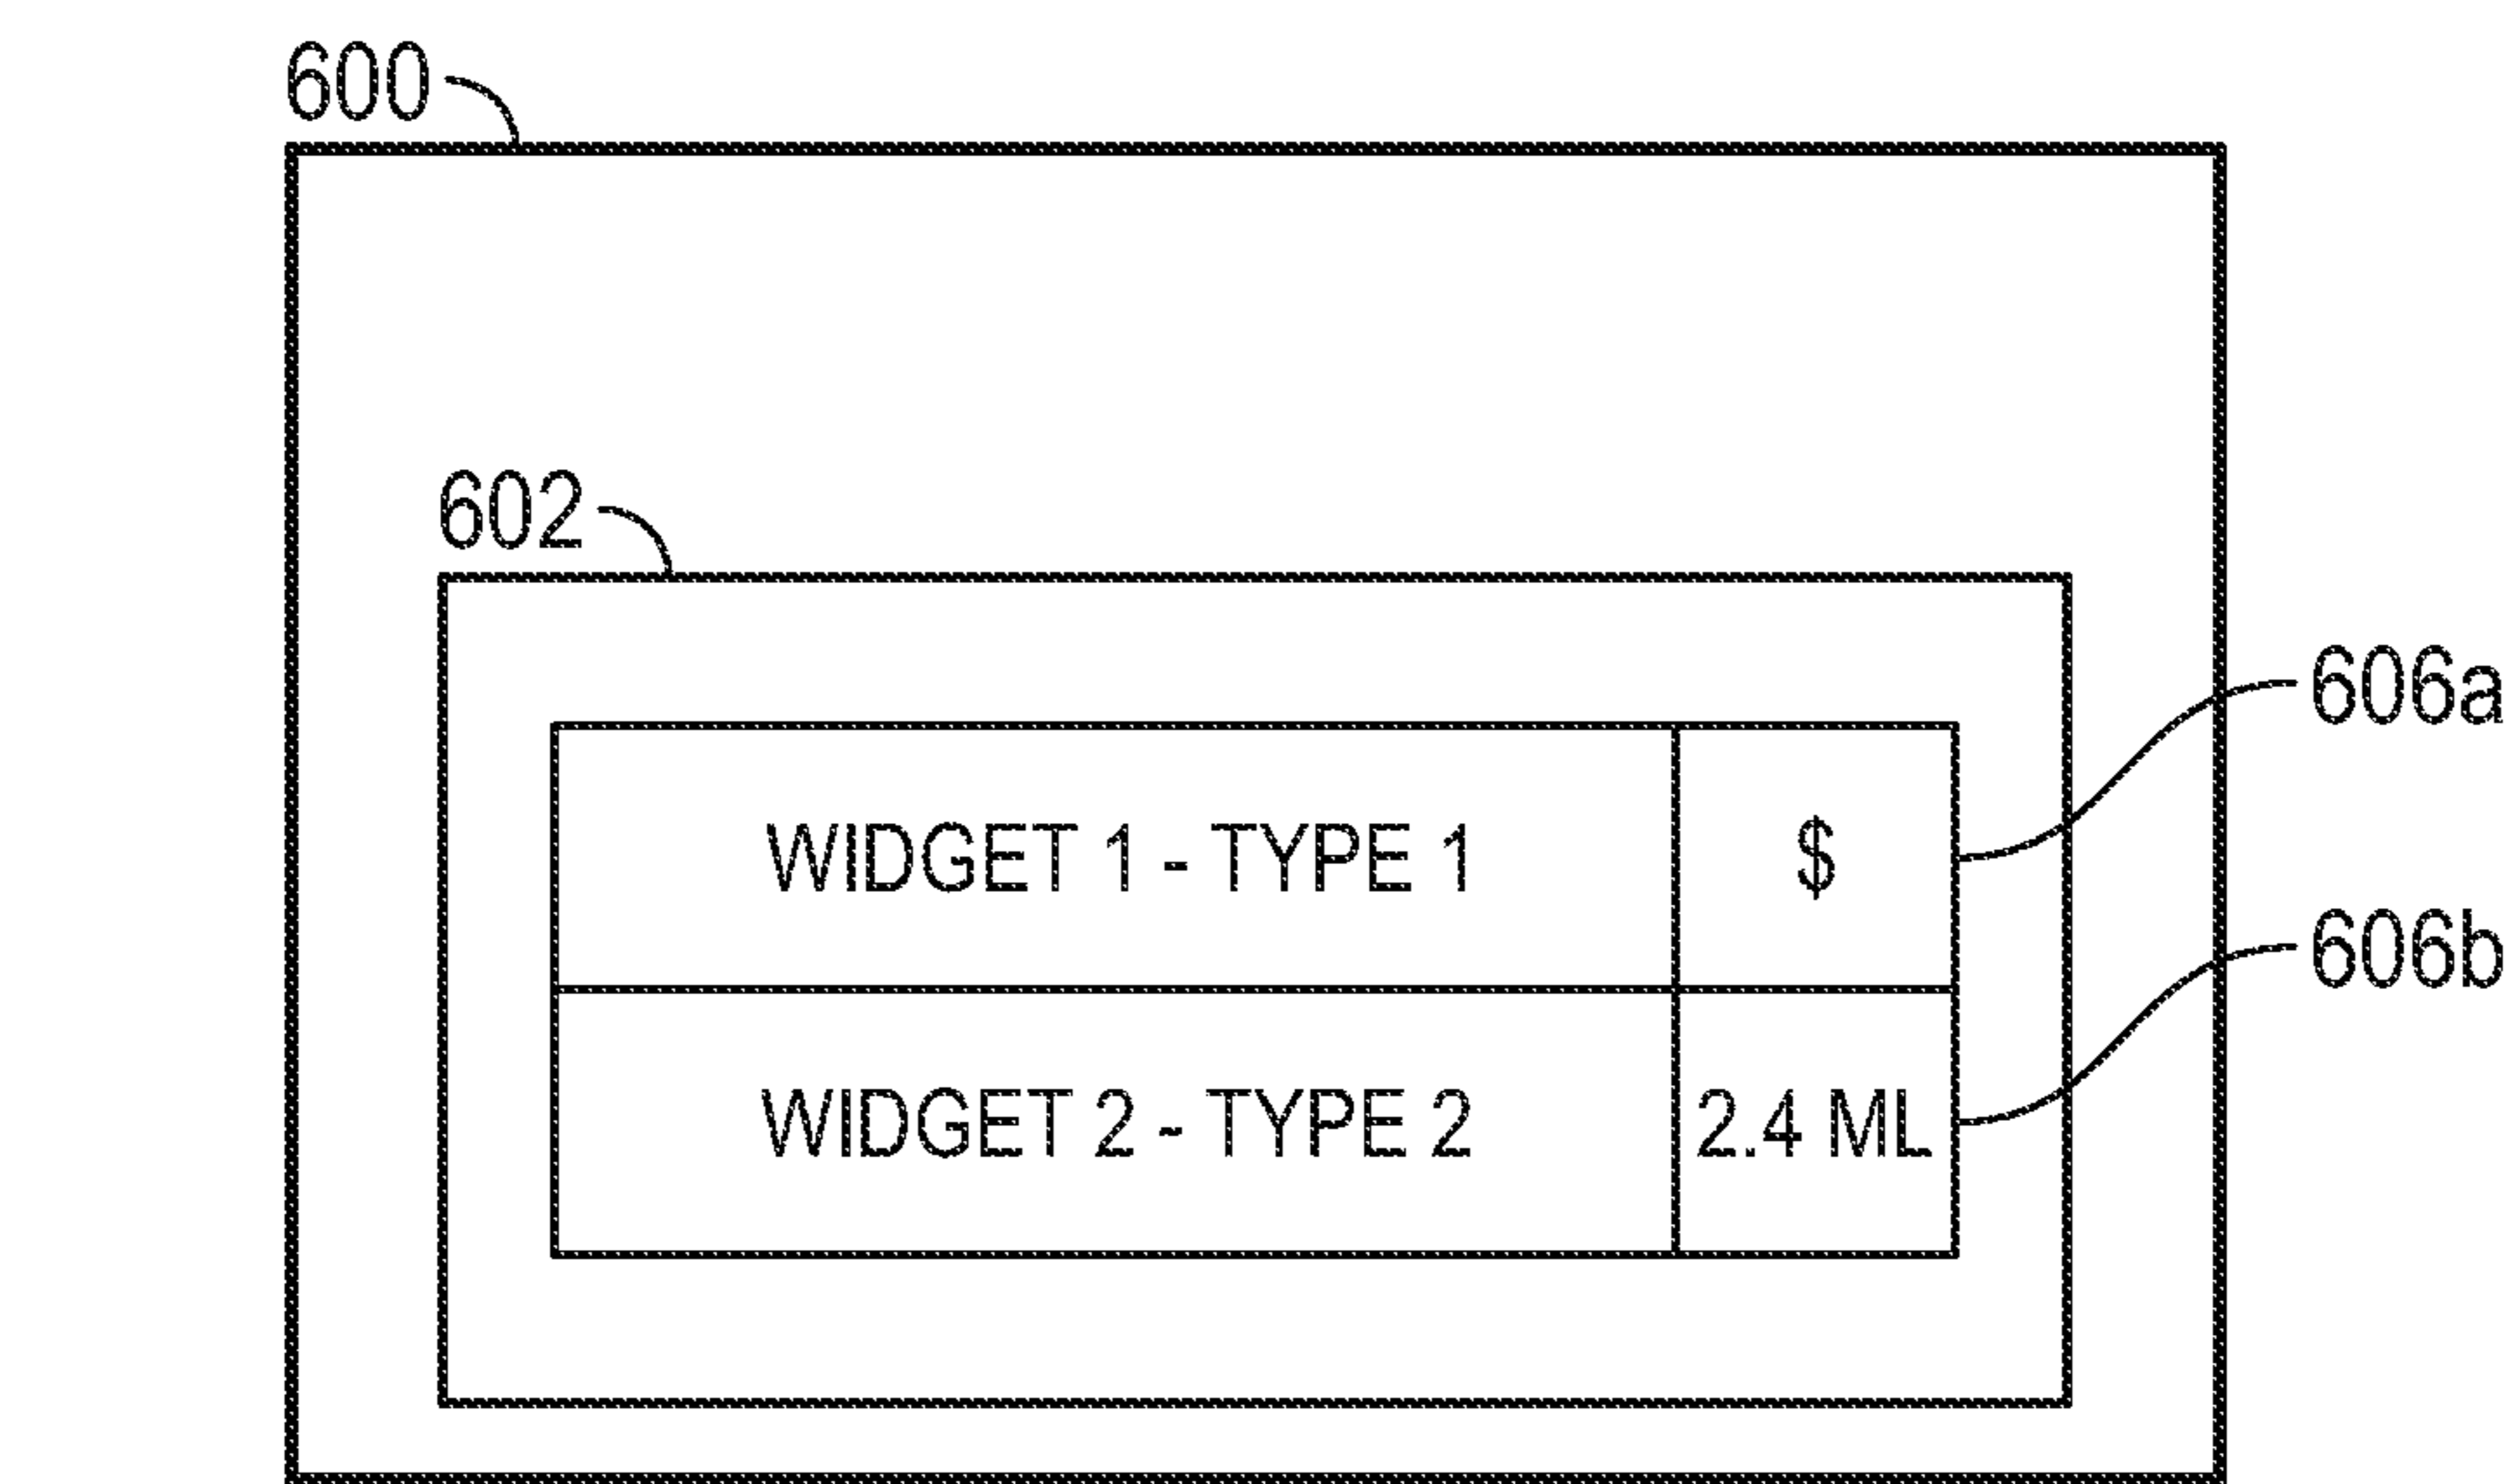 600
602
606a
WIDGET 1 - TYPE 1 $
606b
WIDGET 2 - TYPE 2 2.4 ML